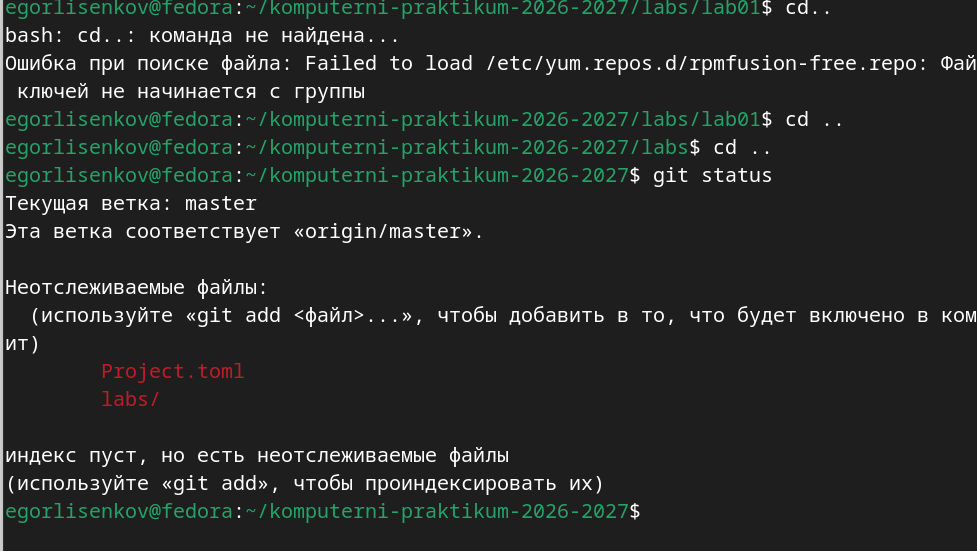 egorlisenkov@fedora:~/komputerni-praktikum-2026-2027/labs/lab01$ cd..
bash: cd..: команда не найдена...
Ошибка при поиске файла: Failed to load /etc/yum.repos.d/rpmfusion-free.repo: Фай
ключей не начинается с группы
egorlisenkov@fedora:~/komputerni-praktikum-2026-2027/labs/lab01$ cd ..
egorlisenkov@fedora:~/komputerni-praktikum-2026-2027/labs$ cd ..
egorlisenkov@fedora:~/komputerni-praktikum-2026-2027$ git status
Текущая ветка: master
Эта ветка соответствует «origin/master».

Неотслеживаемые файлы:
  (используйте «git add <файл>...», чтобы добавить в то, что будет включено в ком
ит)
        Project.toml
        labs/

индекс пуст, но есть неотслеживаемые файлы
(используйте «git add», чтобы проиндексировать их)
egorlisenkov@fedora:~/komputerni-praktikum-2026-2027$